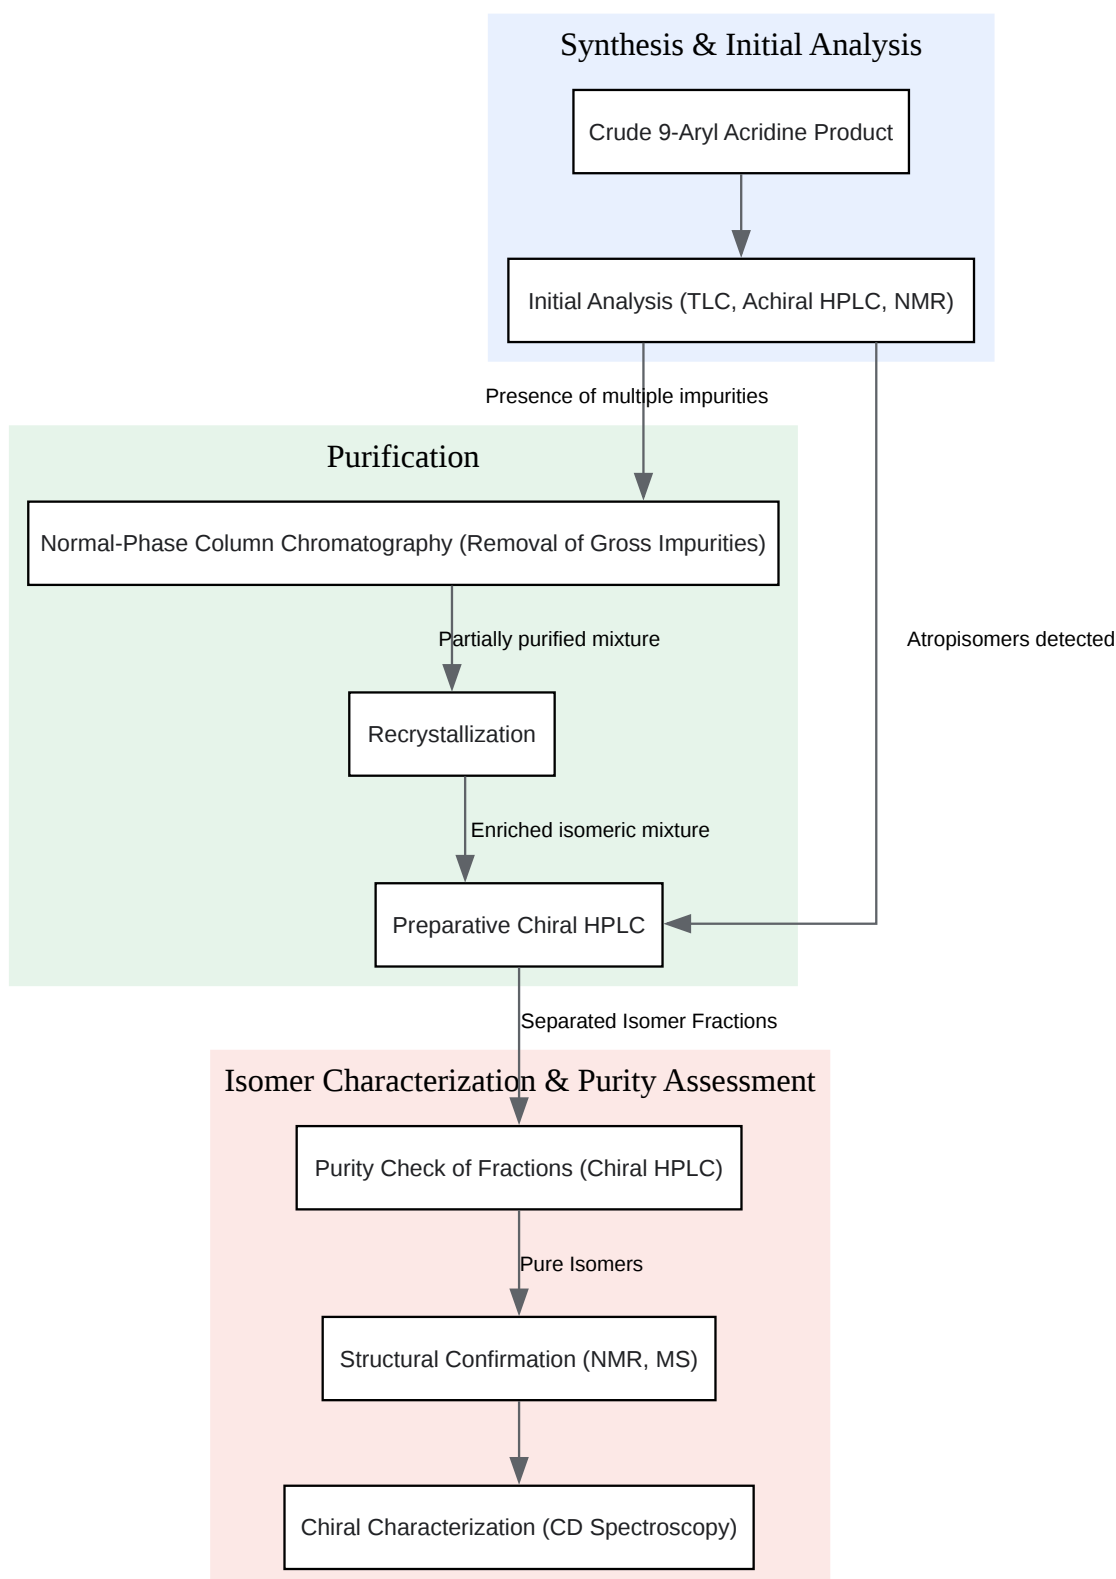 Synthesis & Initial Analysis
Crude 9-Aryl Acridine Product
Initial Analysis (TLC, Achiral HPLC, NMR)
Presence of multiple impurities
Purification
Normal-Phase Column Chromatography (Removal of Gross Impurities)
Partially purified mixture
Atropisomers detected
Recrystallization
Enriched isomeric mixture
Preparative Chiral HPLC
Separated Isomer Fractions
Isomer Characterization & Purity Assessment
Purity Check of Fractions (Chiral HPLC)
Pure Isomers
Structural Confirmation (NMR, MS)
Chiral Characterization (CD Spectroscopy)